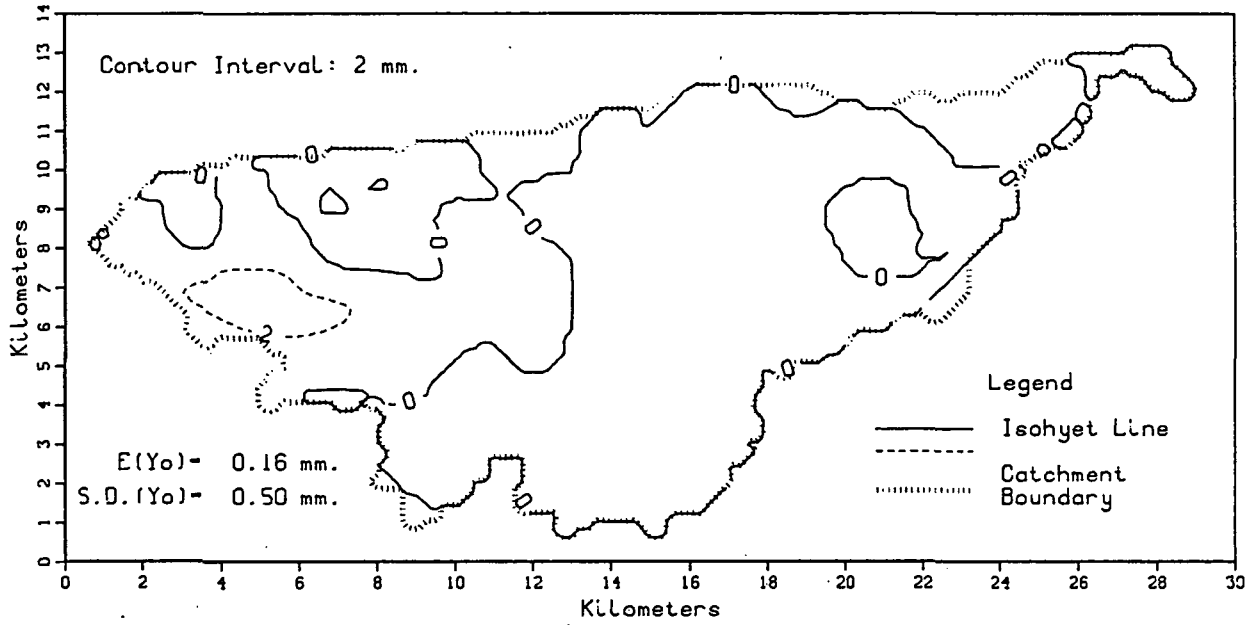 Contour Interval: 2 mm.
Kilometers
14
13
12
11
10
9
8
7
6
5
4
3
2
1
0
0
0
0
0
0
0
0
0
2
0
0
0
E(Yo)= 0.16 mm.
S.D.(Yo)= 0.50 mm.
Legend
Isohyet Line
Catchment
Boundary
0 2 4 6 8 10 12 14 16 18 20 22 24 26 28 30
Kilometers